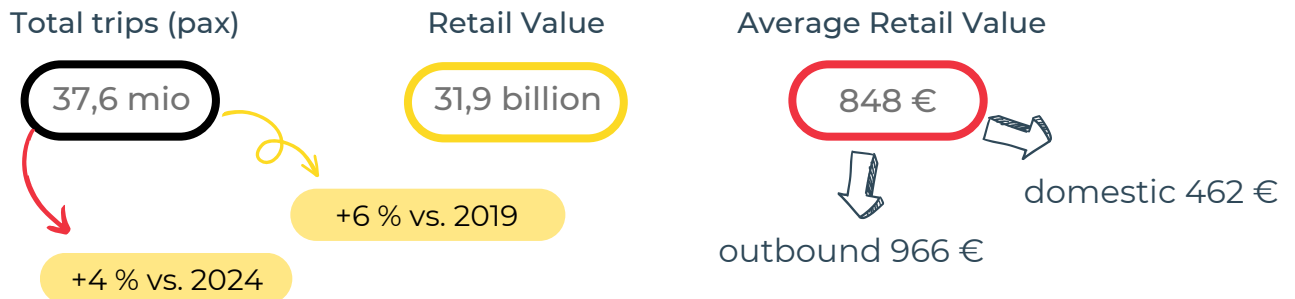 Total trips (pax)
Retail Value
Average Retail Value
37,6 mio
31,9 billion
848 €
domestic 462 €
+6 % vs. 2019
outbound 966 €
+4 % vs. 2024